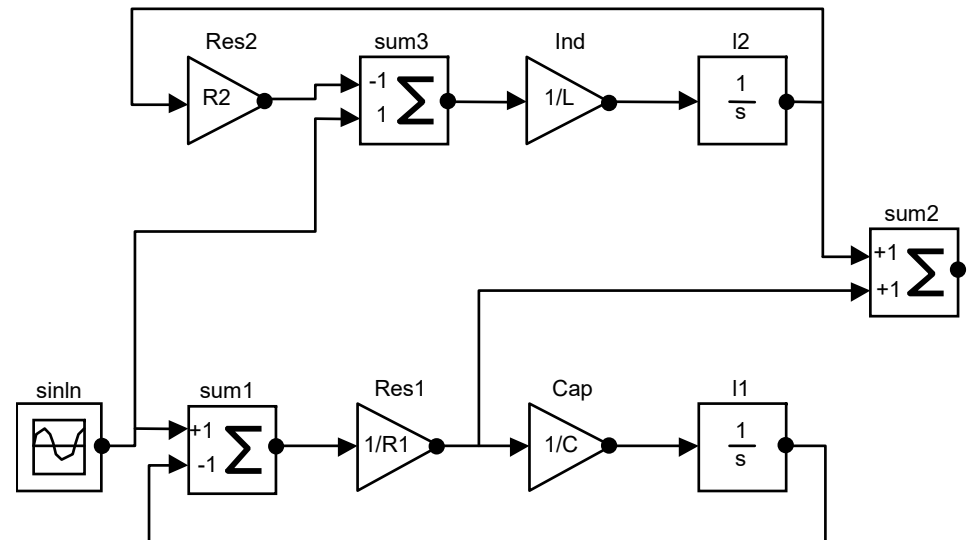 Res2
sum3
Ind
I2
R2
-1
1
Σ
1/L
1
s
sum2
+1
+1
Σ
sinIn
sum1
Res1
Cap
I1
+1
-1
Σ
1/R1
1/C
1
s